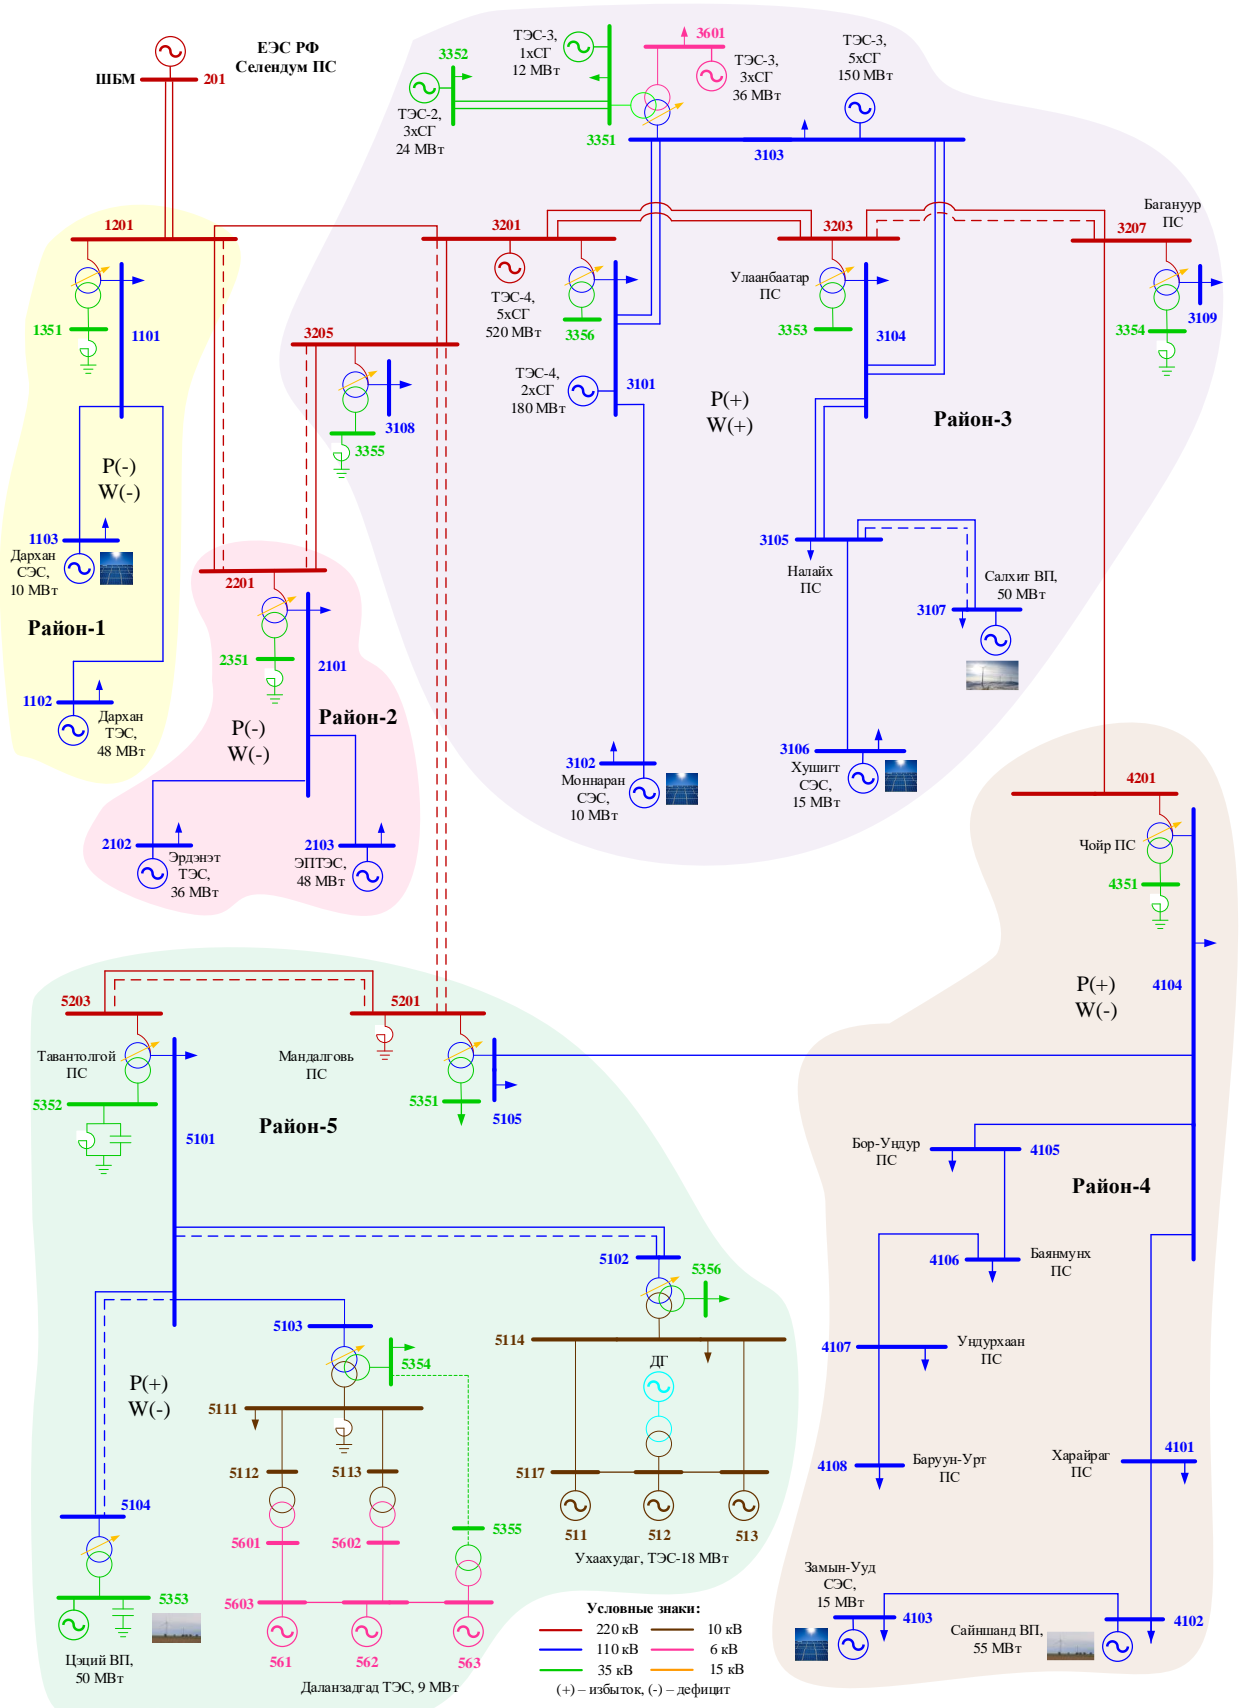 ЕЭС РФ
Селендум ПС
ШБМ
201
3352
ТЭС-2,
3хСГ
24 МВт
ТЭС-3,
1хСГ
12 МВт
3351
3601
ТЭС-3,
3хСГ
36 МВт
ТЭС-3,
5хСГ
150 МВт
3103
1201
1351
1101
P(-)
W(-)
1103
Дархан
СЭС,
10 МВт
Район-1
1102
Дархан
ТЭС,
48 МВт
3201
ТЭС-4,
5хСГ
520 МВт
3356
3205
3108
3355
ТЭС-4,
2хСГ
180 МВт
3101
3203
Улаанбаатар
ПС
3353
3104
Багануур
ПС
3207
3354
3109
P(+)
W(+)
Район-3
3105
Налайх
ПС
Салхит ВП,
50 МВт
3107
3102
Моннаран
СЭС,
10 МВт
3106
Хушигт
СЭС,
15 МВт
2201
2351
2101
P(-)
W(-)
Район-2
2102
Эрдэнэт
ТЭС,
36 МВт
2103
ЭПТЭС,
48 МВт
4201
Чойр ПС
4351
P(+)
W(-)
4104
Бор-Ундур
ПС
4105
Район-4
4106
Баянмунх
ПС
4107
Ундурхаан
ПС
4108
Баруун-Урт
ПС
Харайраг
ПС
4101
Замын-Ууд
СЭС,
15 МВт
4103
Сайншанд ВП,
55 МВт
4102
5203
Тавантолгой
ПС
5352
5101
5201
Мандалговь
ПС
5351
5105
Район-5
5102
5356
5103
5354
5114
ДГ
P(+)
W(-)
5111
5112
5113
5117
511
512
513
Ухаахудаг, ТЭС-18 МВт
5104
5353
Цэций ВП,
50 МВт
5601
5602
5355
5603
561
562
563
Даланзадгад ТЭС, 9 МВт
Условные знаки:
220 кВ
10 кВ
110 кВ
6 кВ
35 кВ
15 кВ
(+) – избыток, (-) – дефицит